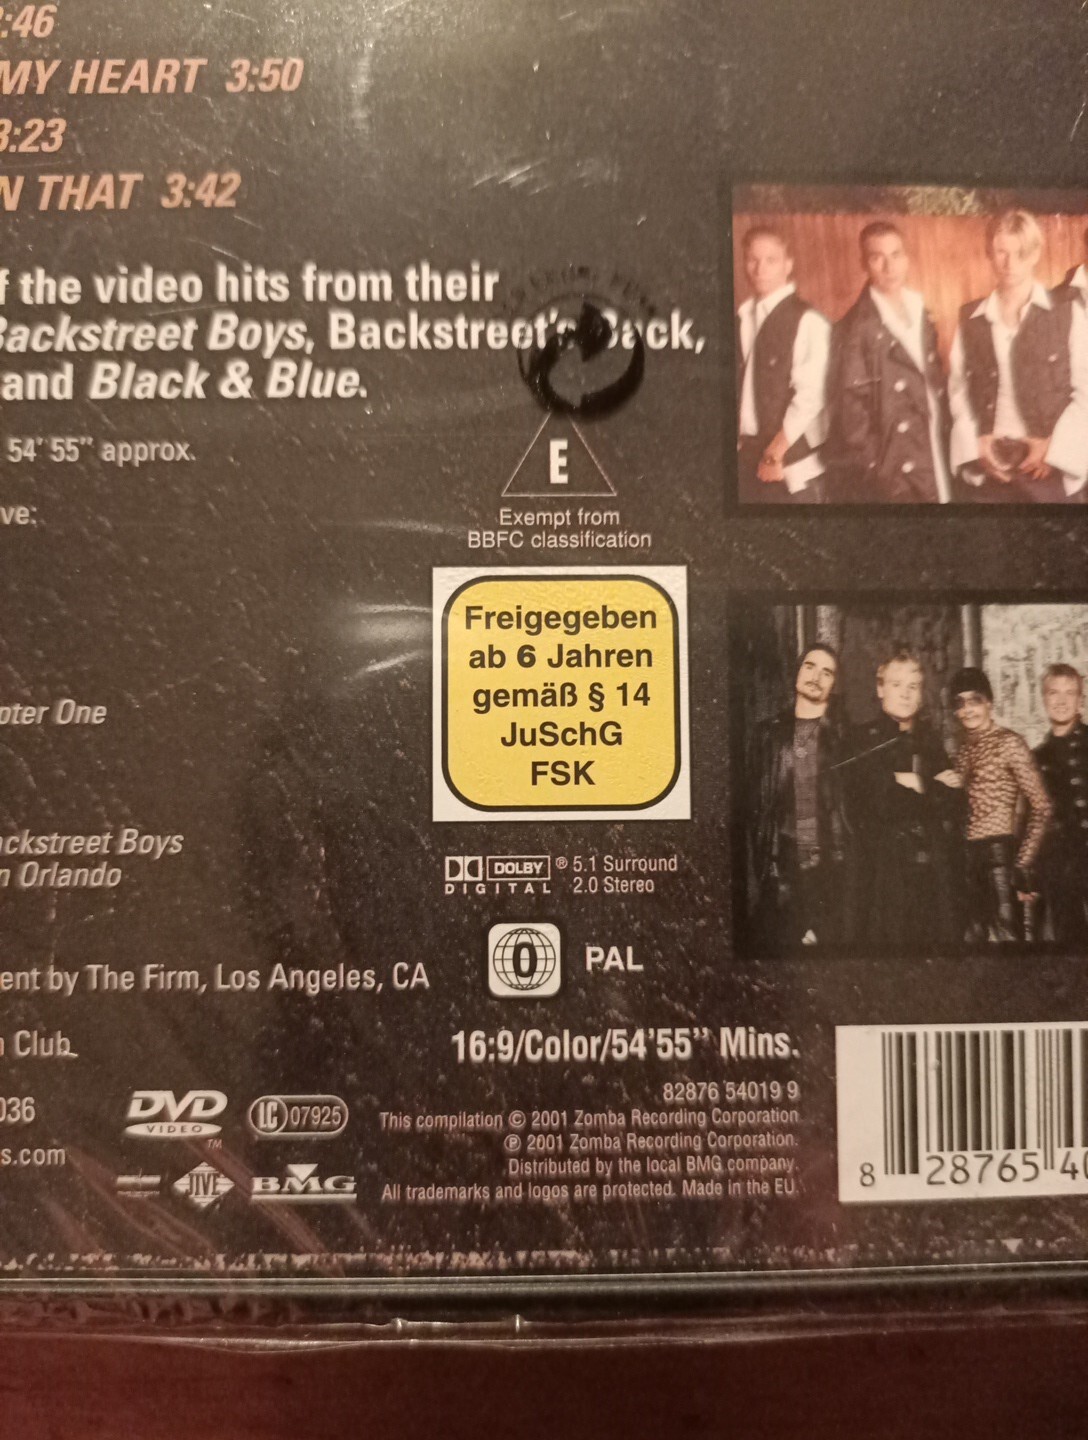 :46
MY HEART 3:50
3:23
N THAT 3:42
f the video hits from their
Backstreet Boys, Backstreet's Back,
and Black & Blue.
54'55" approx.
ve:
E
Exempt from
BBFC classification
Freigegeben
ab 6 Jahren
gemäß § 14
JuSchG
FSK
pter One
ackstreet Boys
n Orlando
DOLBY ® 5.1 Surround
DIGITAL 2.0 Stereo
0 PAL
ent by The Firm, Los Angeles, CA
n Club
16:9/Color/54'55" Mins.
82876 54019 9
036
DVD
VIDEO TM
LC 07925
This compilation © 2001 Zomba Recording Corporation
℗ 2001 Zomba Recording Corporation.
s.com
Distributed by the local BMG company.
JIVE
BMG
All trademarks and logos are protected. Made in the EU.
8 28765 40